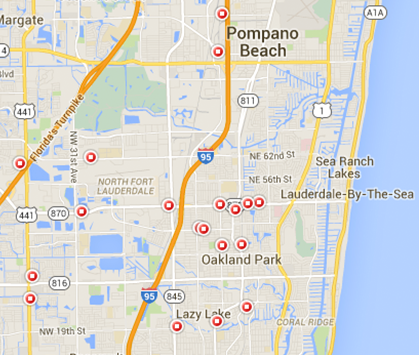 A1A
Margate
Pompano
Beach
4
Blvd
811
441
1
Florida's Turnpike
NW 31st Ave
95
NE 62nd St
Sea Ranch
Lakes
NORTH FORT
LAUDERDALE
NE 56th St
Lauderdale-By-The-Sea
441
870
Oakland Park
816
95
845
Lazy Lake
NW 19th St
CORAL RIDGE